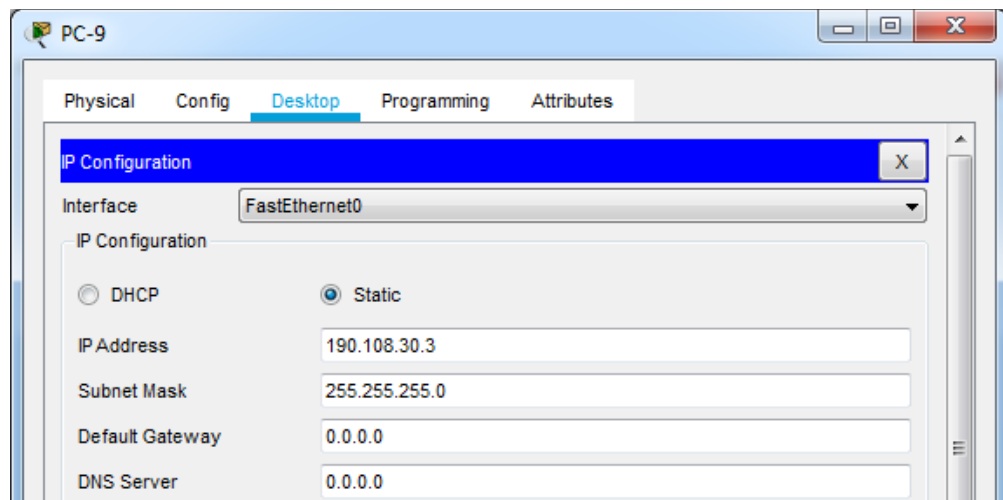 PC-9
Physical Config Desktop Programming Attributes
IP Configuration X
Interface FastEthernet0
IP Configuration
DHCP Static
IP Address 190.108.30.3
Subnet Mask 255.255.255.0
Default Gateway 0.0.0.0
DNS Server 0.0.0.0